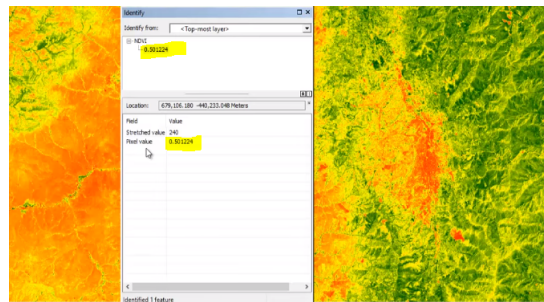 Identify
Identify from: <Top-most layer>
NDVI
0.501224
Location: 679,106.180 -440,233.048 Meters
Field Value
Stretched value 240
Pixel value 0.501224
Identified 1 feature